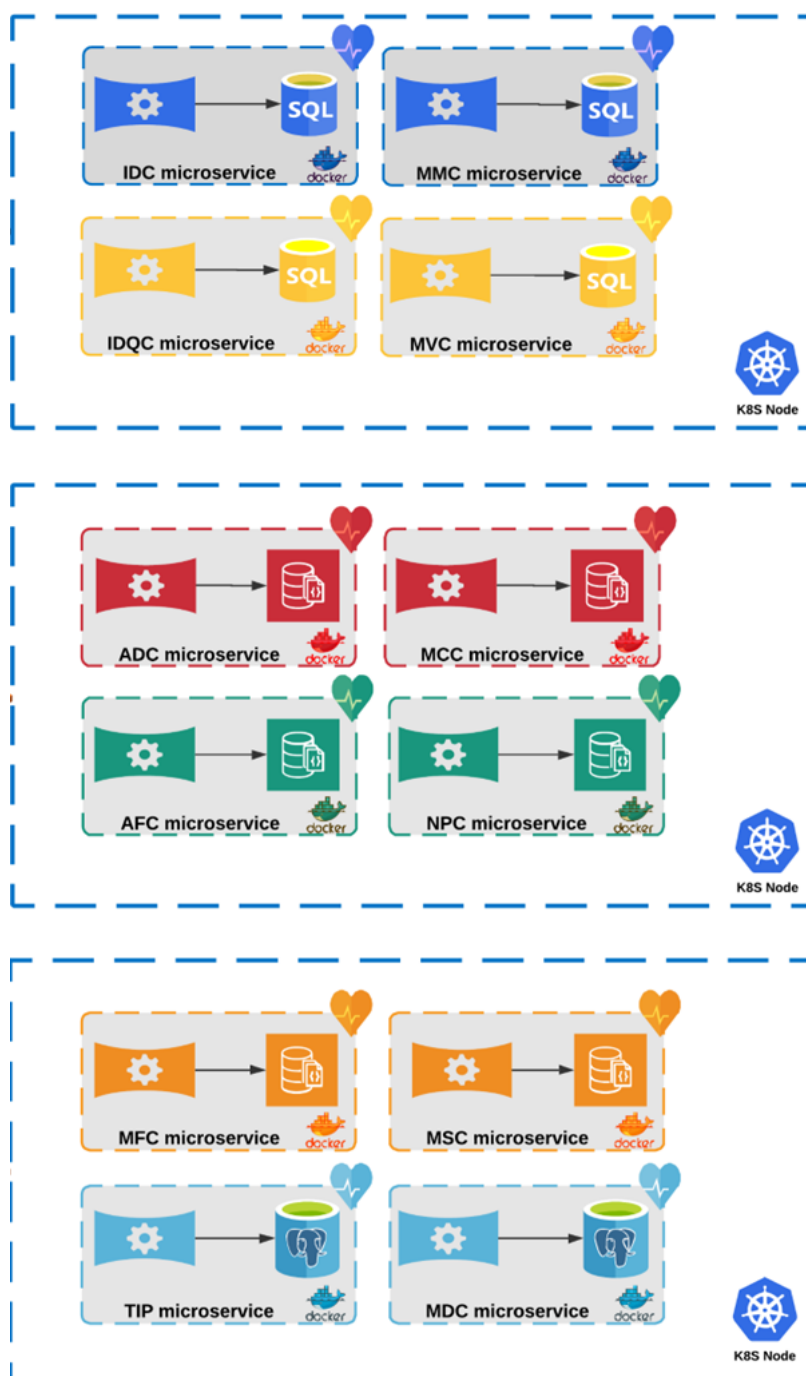 SQL
SQL
IDC microservice
docker
MMC microservice
docker
SQL
SQL
IDQC microservice
docker
MVC microservice
docker
K8S Node
ADC microservice
docker
MCC microservice
docker
AFC microservice
docker
NPC microservice
docker
K8S Node
MFC microservice
docker
MSC microservice
docker
TIP microservice
docker
MDC microservice
docker
K8S Node